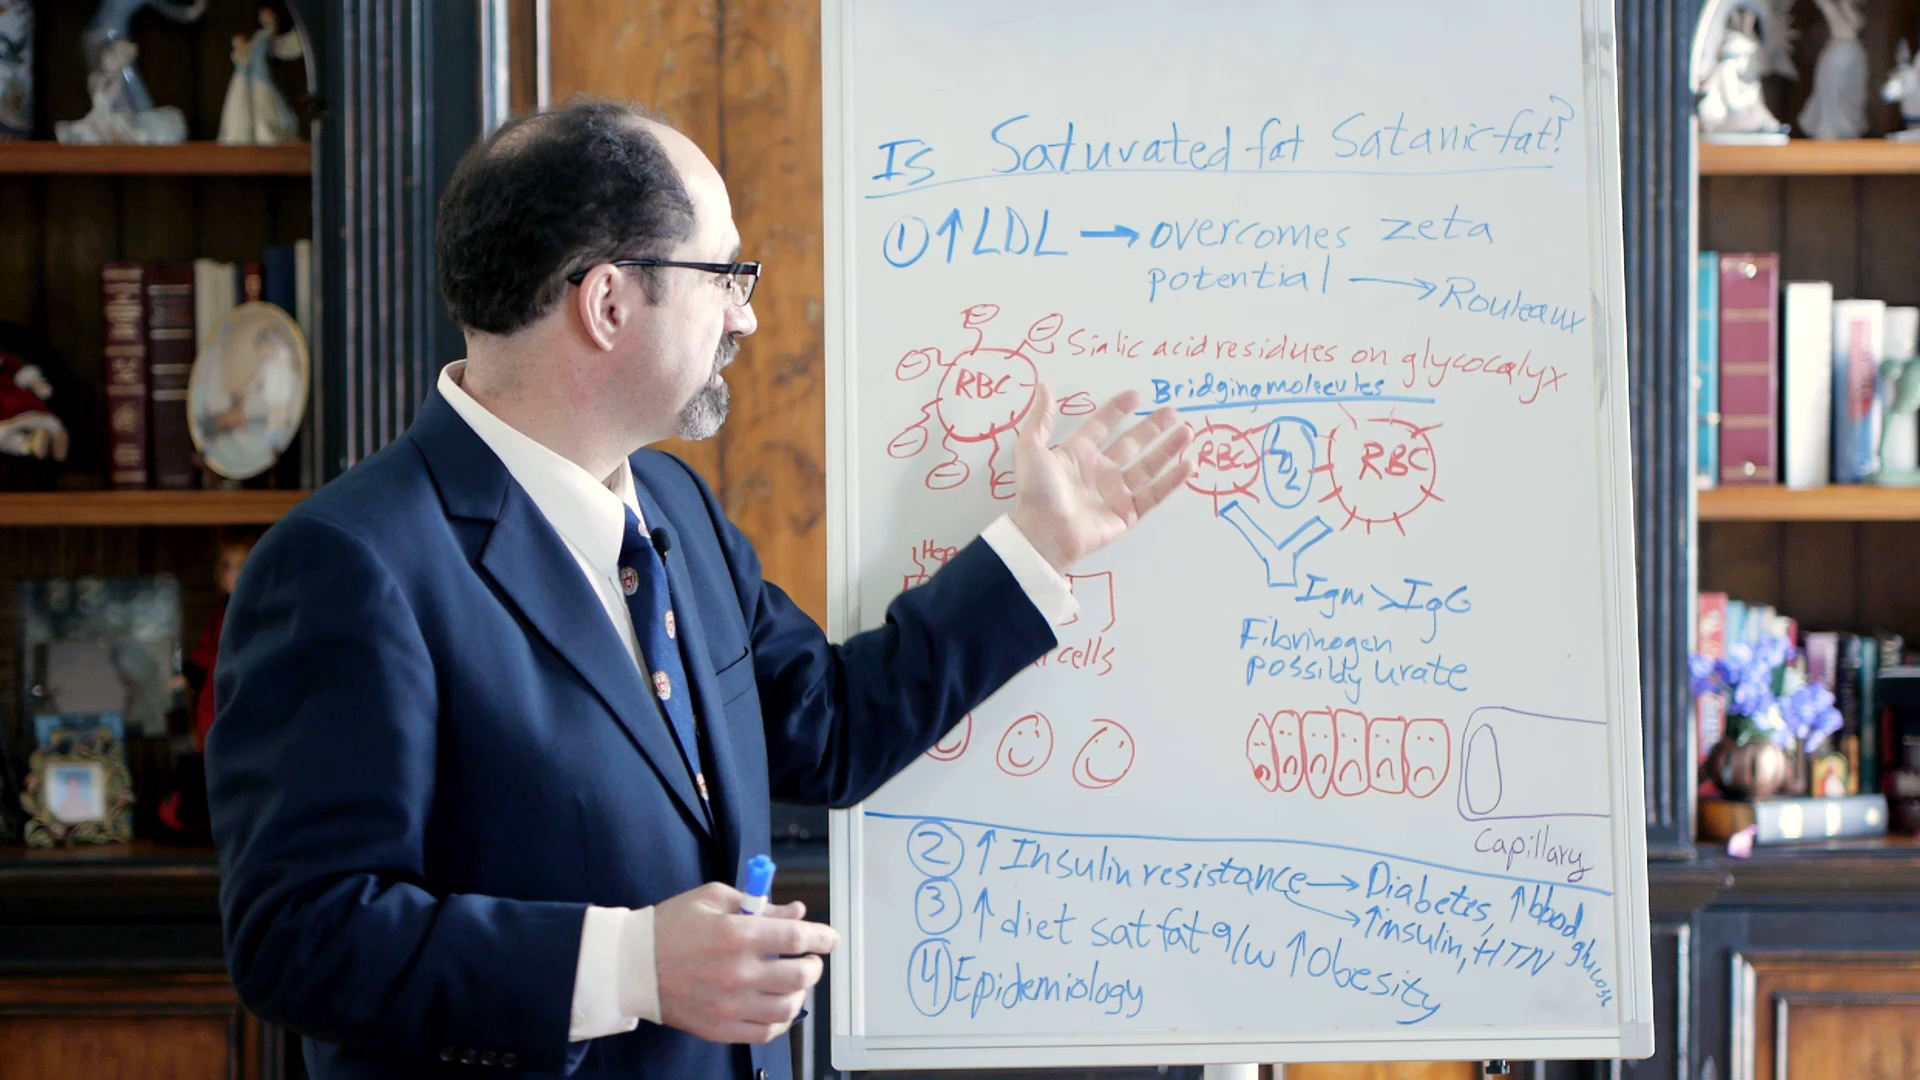 Is Saturated fat Satanic fat?
① ↑LDL → overcomes zeta
potential → Rouleaux
Sialic acid residues on glycocalyx
RBC
Bridging molecules
RBC RBC
IgM > IgG
Fibrinogen
possibly urate
cells
Capillary
② ↑ Insulin resistance → Diabetes, ↑ blood glucose
→ ↑insulin, HTN
③ ↑ diet sat fat a/w ↑ Obesity
④ Epidemiology